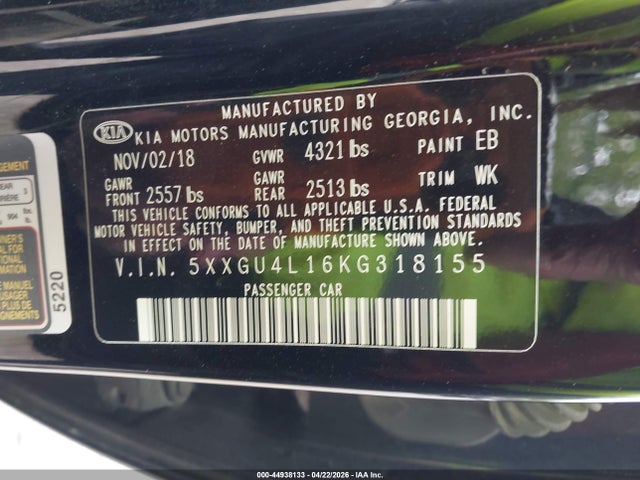 MANUFACTURED BY
KIA KIA MOTORS MANUFACTURING GEORGIA, INC.
NOV/02/18 GVWR 4321 lbs PAINT EB
GAWR FRONT 2557 lbs GAWR REAR 2513 lbs TRIM WK
THIS VEHICLE CONFORMS TO ALL APPLICABLE U.S.A. FEDERAL
MOTOR VEHICLE SAFETY, BUMPER, AND THEFT PREVENTION STANDARDS
IN EFFECT ON THE DATE OF MANUFACTURE SHOWN ABOVE.
V.I.N. 5XXGU4L16KG318155
PASSENGER CAR
5220
000-44938133 - 04/22/2026 - IAA Inc.